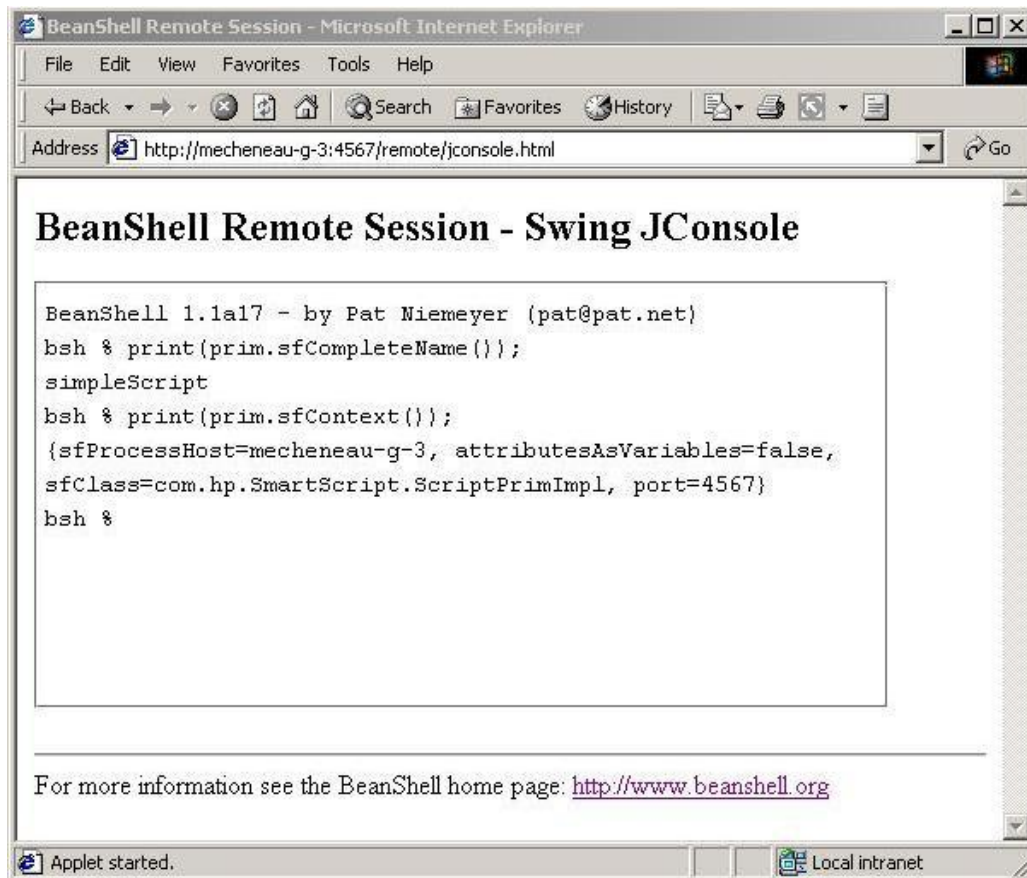 BeanShell Remote Session - Microsoft Internet Explorer
File Edit View Favorites Tools Help
Back Search Favorites History
Address http://mecheneau-g-3:4567/remote/jconsole.html Go
BeanShell Remote Session - Swing JConsole
BeanShell 1.1a17 - by Pat Niemeyer (pat@pat.net)
bsh % print(prim.sfCompleteName());
simpleScript
bsh % print(prim.sfContext());
{sfProcessHost=mecheneau-g-3, attributesAsVariables=false,
sfClass=com.hp.SmartScript.ScriptPrimImpl, port=4567}
bsh %
For more information see the BeanShell home page: http://www.beanshell.org
Applet started. Local intranet